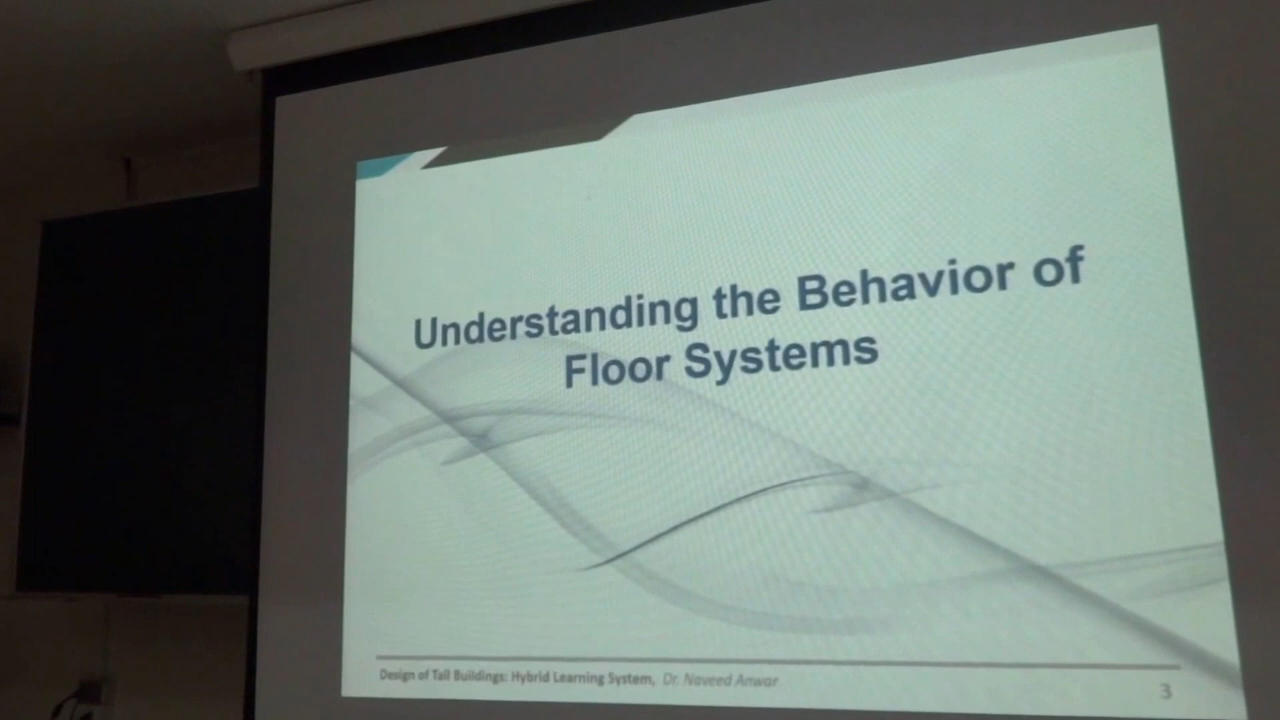 Understanding the Behavior of
Floor Systems
Design of Tall Buildings: Hybrid Learning System, Dr. Naveed Anwar
3